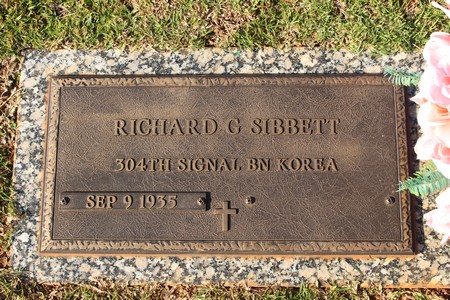 RICHARD G SIBBETT
304TH SIGNAL BN KOREA
SEP 9 1935